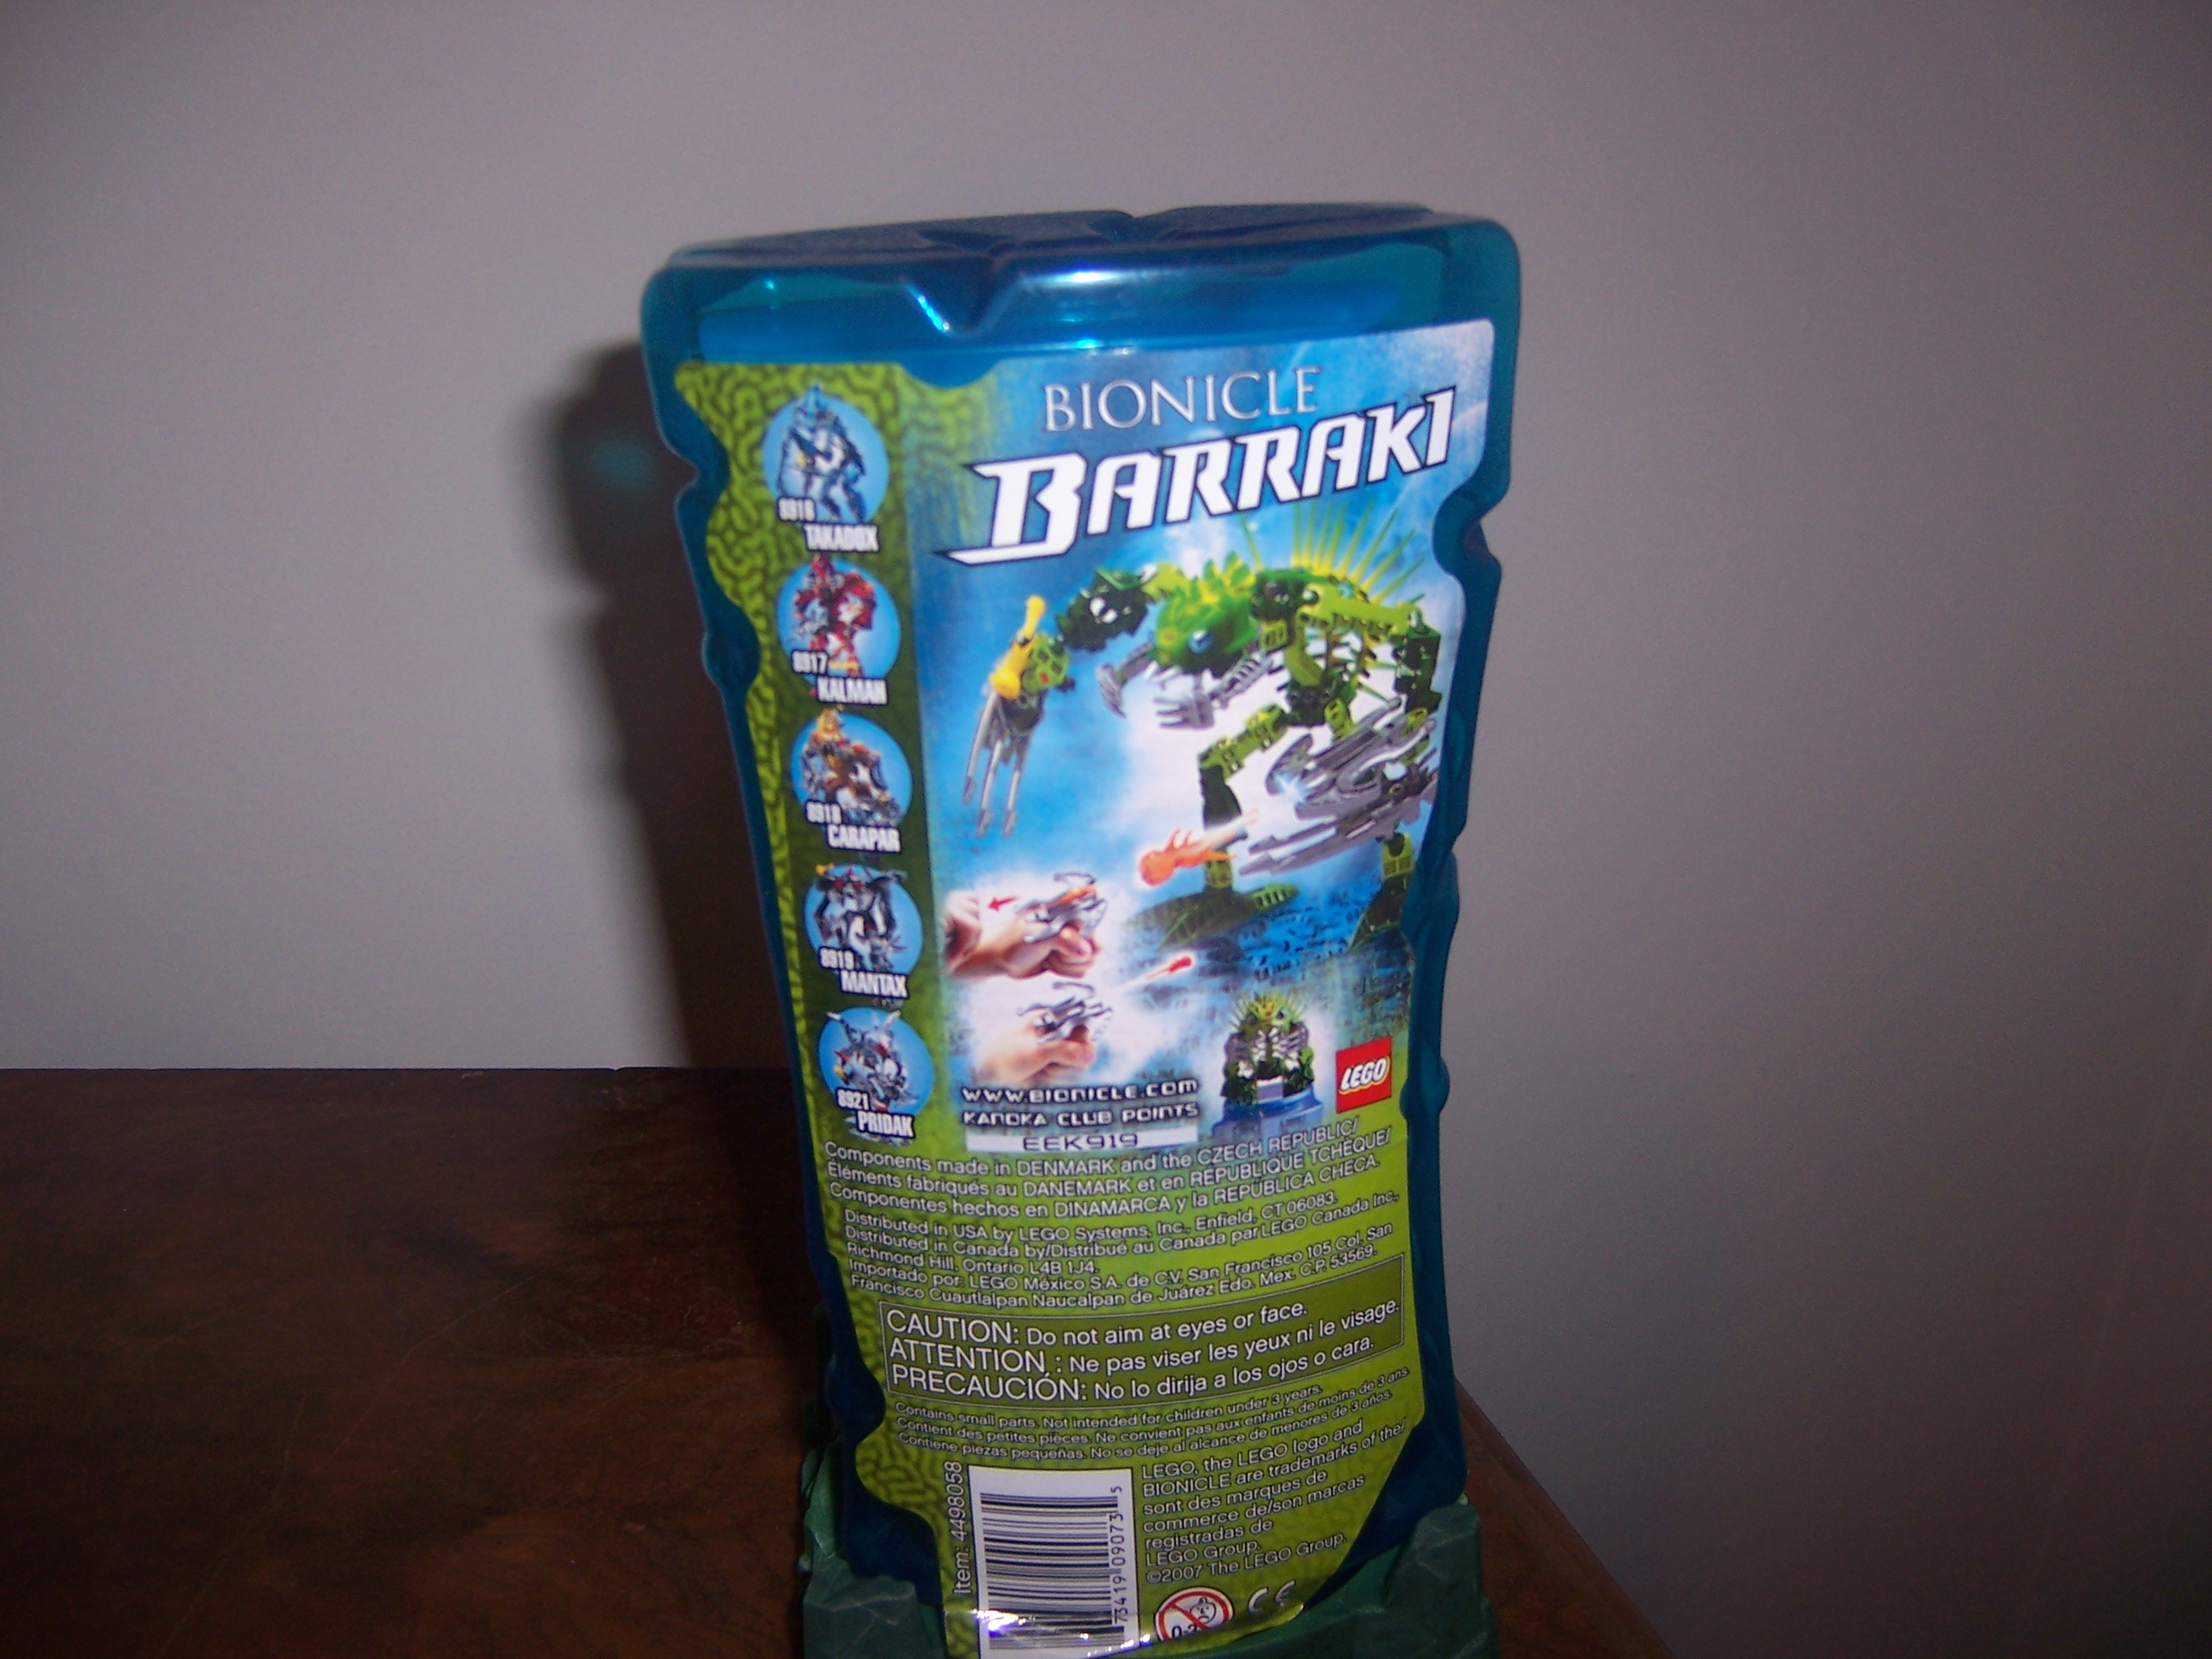 BIONICLE
BARRAKI
8916
TAKADOX
8917
KALMAH
8918
CARAPAR
8919
MANTAX
8921
PRIDAK
LEGO
WWW.BIONICLE.COM
KANOKA CLUB POINTS
EEK919
Components made in DENMARK and the CZECH REPUBLIC/
Éléments fabriqués au DANEMARK et en RÉPUBLIQUE TCHÈQUE/
Componentes hechos en DINAMARCA y la REPÚBLICA CHECA.
Distributed in USA by LEGO Systems, Inc., Enfield, CT 06083.
Distributed in Canada by/Distribué au Canada par LEGO Canada Inc.,
Richmond Hill, Ontario L4B 1J4.
Importado por: LEGO México S.A. de C.V. San Francisco 105 Col. San
Francisco Cuautlalpan Naucalpan de Juárez Edo. Mex. C.P. 53569.
CAUTION: Do not aim at eyes or face.
ATTENTION : Ne pas viser les yeux ni le visage.
PRECAUCIÓN: No lo dirija a los ojos o cara.
Contains small parts. Not intended for children under 3 years.
Contient des petites pièces. Ne convient pas aux enfants de moins de 3 ans.
Contiene piezas pequeñas. No se deje al alcance de menores de 3 años.
Item: 4498058
73419 09073 5
LEGO, the LEGO logo and
BIONICLE are trademarks of the/
sont des marques de
commerce de/son marcas
registradas de
LEGO Group.
©2007 The LEGO Group.
0-3
CE